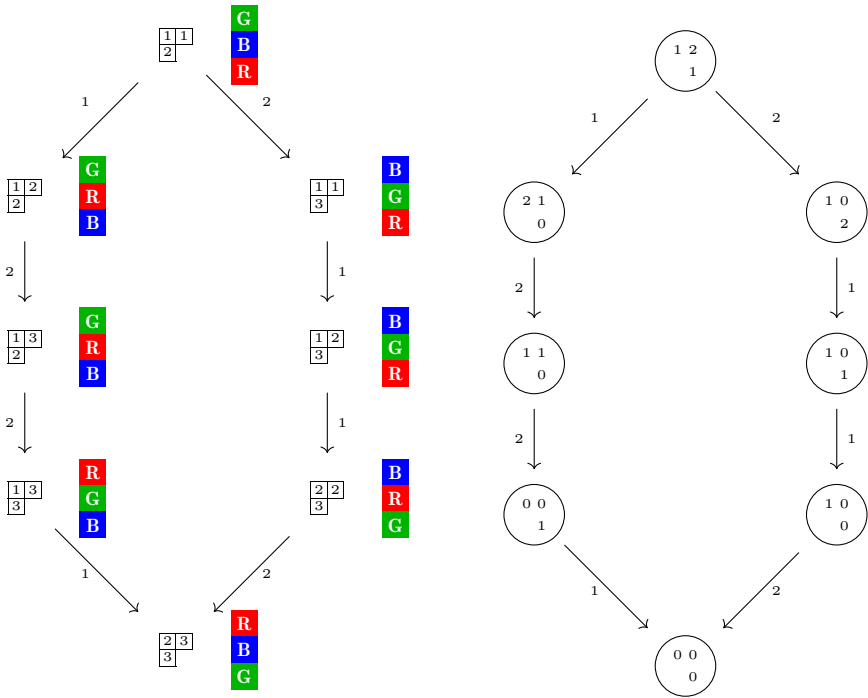 1 1 G 1 2
2 B 1
R
1 2 1 2
1 2 G 1 1 B 2 1 1 0
2 R 3 G 0 2
B R
2 1 2 1
1 3 G 1 2 B 1 1 1 0
2 R 3 G 0 1
B R
2 1 2 1
1 3 R 2 2 B 0 0 1 0
3 G 3 R 1 0
B G
1 2 1 2
2 3 R 0 0
3 B 0
G